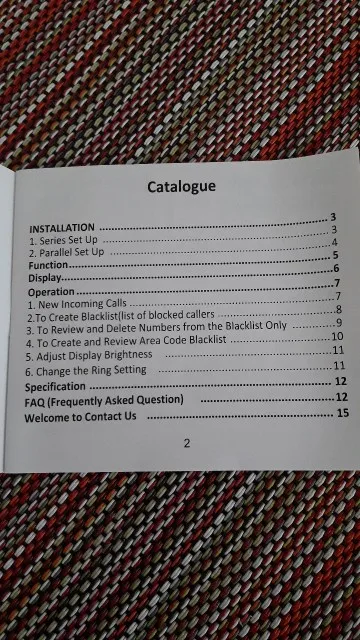 Catalogue
INSTALLATION ........................................................ 3
1. Series Set Up ........................................................ 3
2. Parallel Set Up ........................................................ 4
Function........................................................ 5
Display........................................................6
Operation ........................................................7
1. New Incoming Calls ........................................................7
2.To Create Blacklist(list of blocked callers ........................................8
3. To Review and Delete Numbers from the Blacklist Only ................9
4. To Create and Review Area Code Blacklist ................................10
5. Adjust Display Brightness ................................................11
6. Change the Ring Setting ................................................11
Specification ........................................................ 12
FAQ (Frequently Asked Question) ........................................12
Welcome to Contact Us ................................................ 15
2